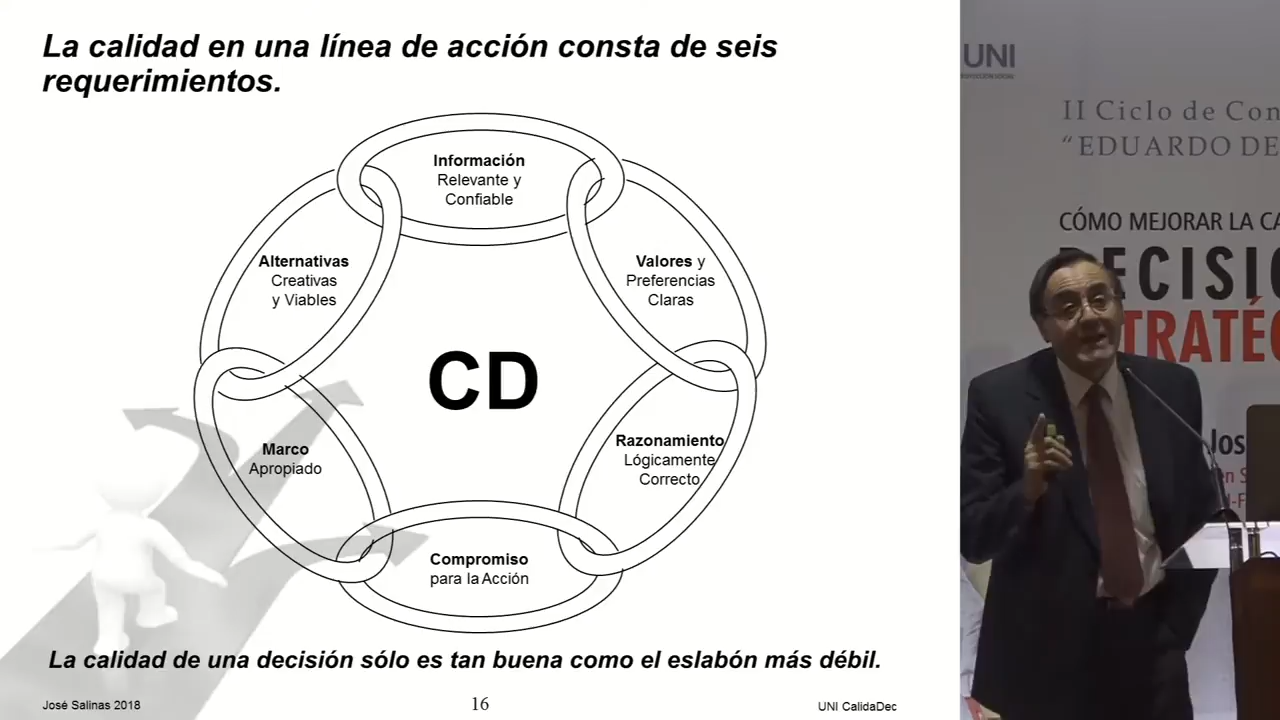 La calidad en una línea de acción consta de seis
requerimientos.
Información
Relevante y
Confiable
Alternativas
Creativas
y Viables
Valores y
Preferencias
Claras
CD
Marco
Apropiado
Razonamiento
Lógicamente
Correcto
Compromiso
para la Acción
La calidad de una decisión sólo es tan buena como el eslabón más débil.
José Salinas 2018
16
UNI CalidaDec
UNI
II Ciclo de Con
“EDUARDO DE
CÓMO MEJORAR LA CA
ECISIO
TRATÉG
Jos